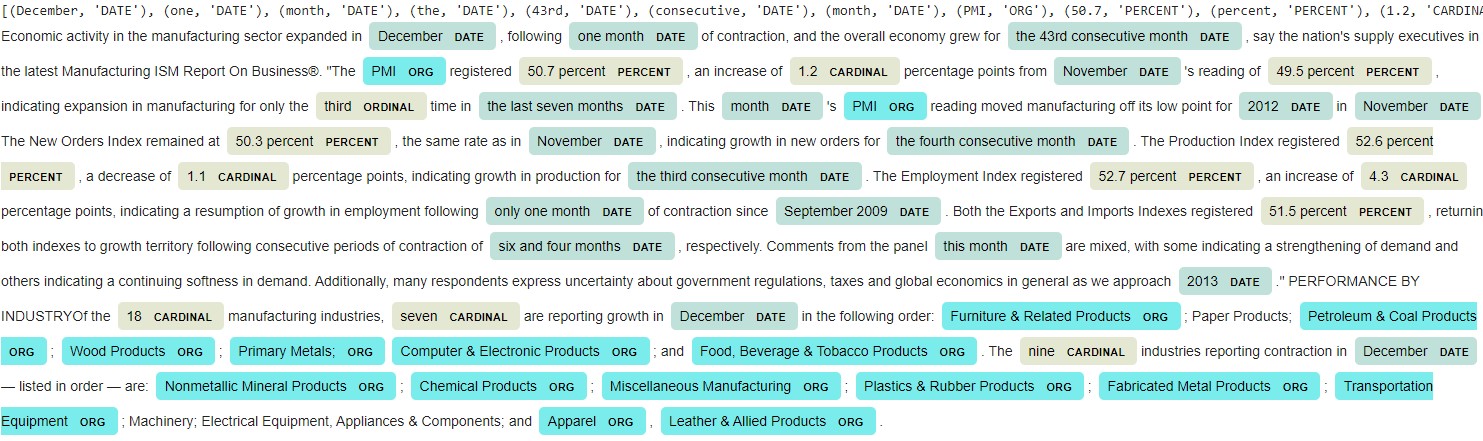 [(December, 'DATE'), (one, 'DATE'), (month, 'DATE'), (the, 'DATE'), (43rd, 'DATE'), (consecutive, 'DATE'), (month, 'DATE'), (PMI, 'ORG'), (50.7, 'PERCENT'), (percent, 'PERCENT'), (1.2, 'CARDINA
Economic activity in the manufacturing sector expanded in December DATE , following one month DATE of contraction, and the overall economy grew for the 43rd consecutive month DATE , say the nation's supply executives in
the latest Manufacturing ISM Report On Business®. "The PMI ORG registered 50.7 percent PERCENT , an increase of 1.2 CARDINAL percentage points from November DATE 's reading of 49.5 percent PERCENT ,
indicating expansion in manufacturing for only the third ORDINAL time in the last seven months DATE . This month DATE 's PMI ORG reading moved manufacturing off its low point for 2012 DATE in November DATE
The New Orders Index remained at 50.3 percent PERCENT , the same rate as in November DATE , indicating growth in new orders for the fourth consecutive month DATE . The Production Index registered 52.6 percent
PERCENT , a decrease of 1.1 CARDINAL percentage points, indicating growth in production for the third consecutive month DATE . The Employment Index registered 52.7 percent PERCENT , an increase of 4.3 CARDINAL
percentage points, indicating a resumption of growth in employment following only one month DATE of contraction since September 2009 DATE . Both the Exports and Imports Indexes registered 51.5 percent PERCENT , returnin
both indexes to growth territory following consecutive periods of contraction of six and four months DATE , respectively. Comments from the panel this month DATE are mixed, with some indicating a strengthening of demand and
others indicating a continuing softness in demand. Additionally, many respondents express uncertainty about government regulations, taxes and global economics in general as we approach 2013 DATE ." PERFORMANCE BY
INDUSTRYOf the 18 CARDINAL manufacturing industries, seven CARDINAL are reporting growth in December DATE in the following order: Furniture & Related Products ORG ; Paper Products; Petroleum & Coal Products
ORG ; Wood Products ORG ; Primary Metals; ORG Computer & Electronic Products ORG ; and Food, Beverage & Tobacco Products ORG . The nine CARDINAL industries reporting contraction in December DATE
— listed in order — are: Nonmetallic Mineral Products ORG ; Chemical Products ORG ; Miscellaneous Manufacturing ORG ; Plastics & Rubber Products ORG ; Fabricated Metal Products ORG ; Transportation
Equipment ORG ; Machinery; Electrical Equipment, Appliances & Components; and Apparel ORG , Leather & Allied Products ORG .